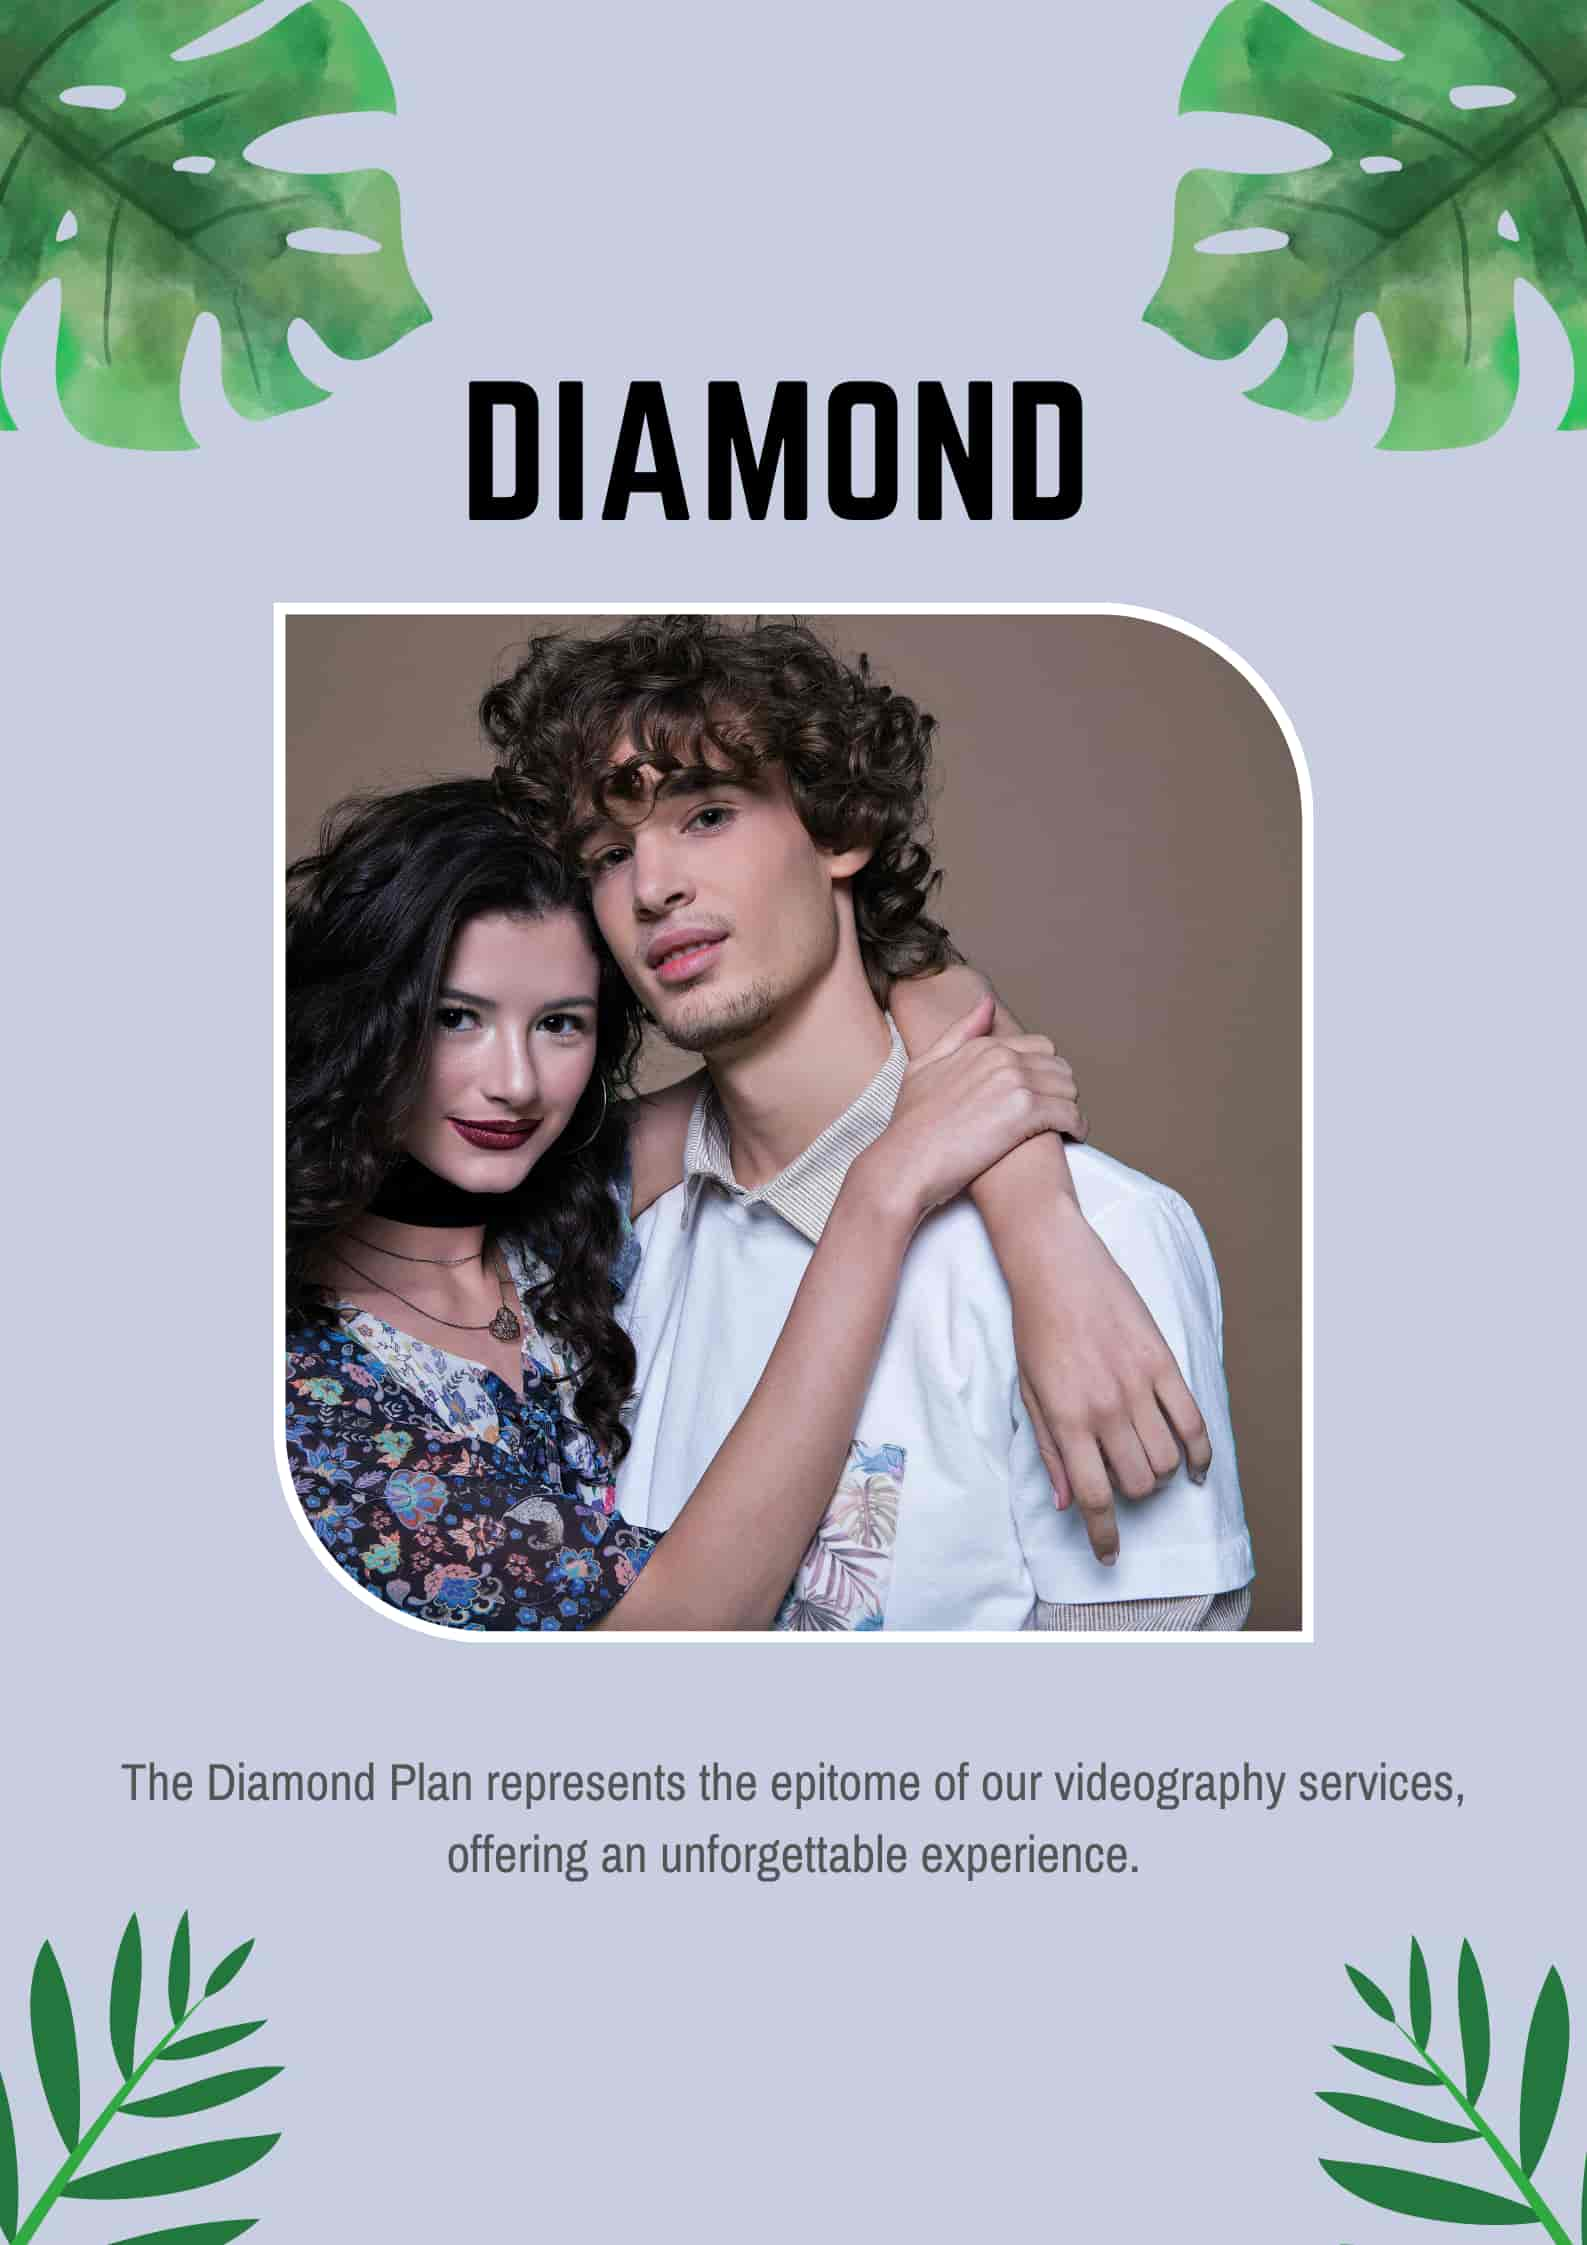 DIAMOND
The Diamond Plan represents the epitome of our videography services,
offering an unforgettable experience.